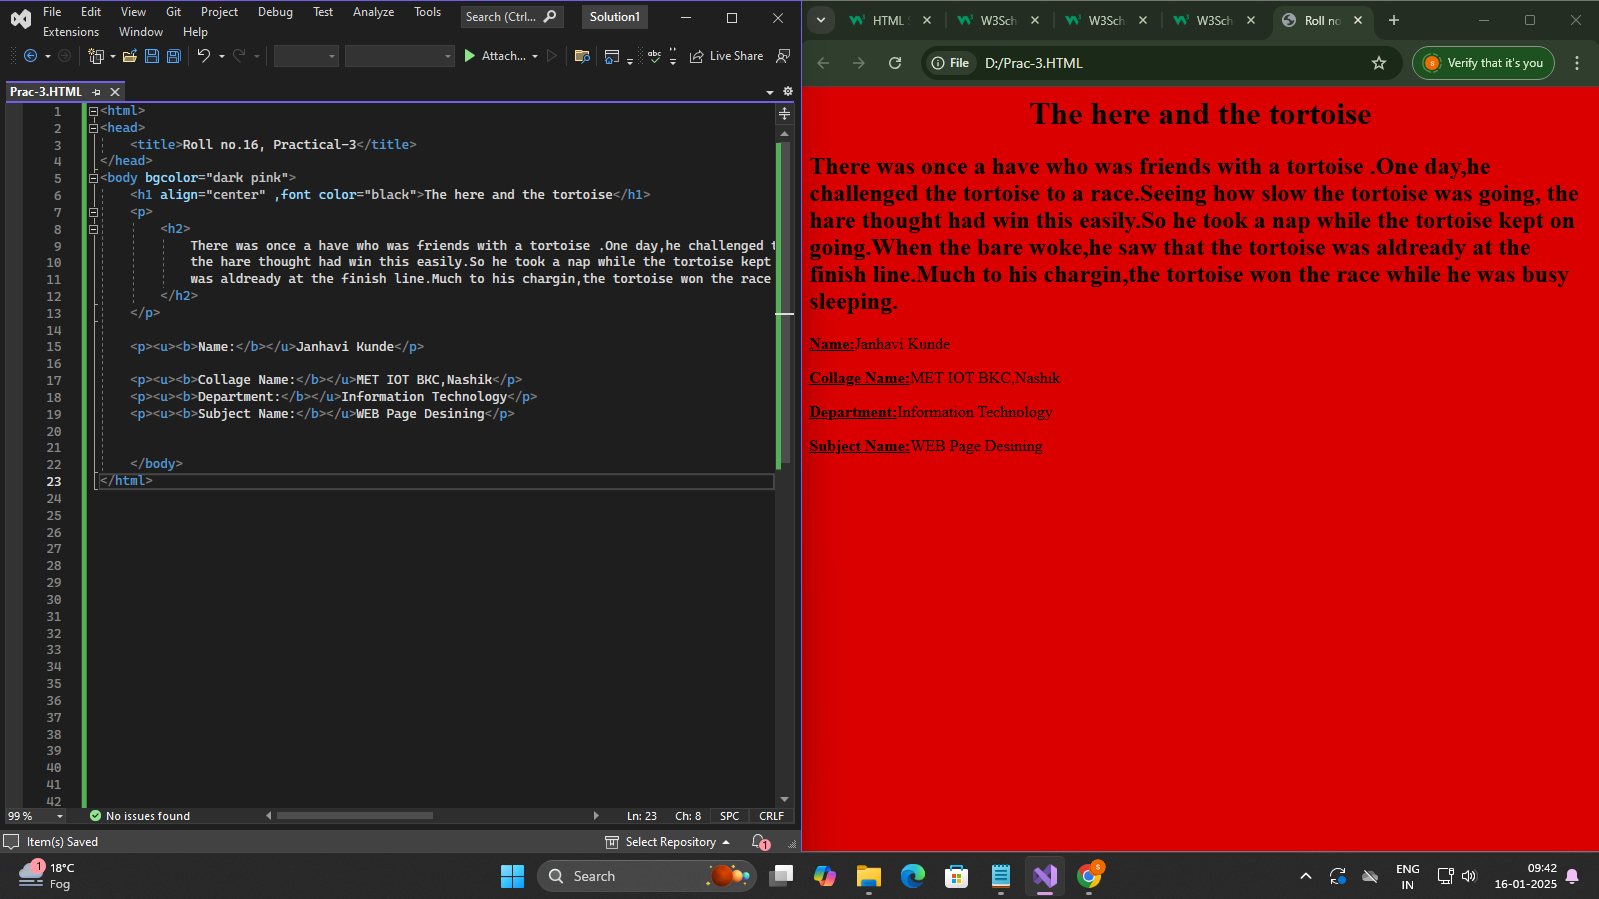 File Edit View Git Project Debug Test Analyze Tools Search (Ctrl... Solution1
Extensions Window Help
Attach... Live Share
Prac-3.HTML
1 <html>
2 <head>
3 <title>Roll no.16, Practical-3</title>
4 </head>
5 <body bgcolor="dark pink">
6 <h1 align="center" ,font color="black">The here and the tortoise</h1>
7 <p>
8 <h2>
9 There was once a have who was friends with a tortoise .One day,he challenged t
10 the hare thought had win this easily.So he took a nap while the tortoise kept
11 was aldready at the finish line.Much to his chargin,the tortoise won the race
12 </h2>
13 </p>
14
15 <p><u><b>Name:</b></u>Janhavi Kunde</p>
16
17 <p><u><b>Collage Name:</b></u>MET IOT BKC,Nashik</p>
18 <p><u><b>Department:</b></u>Information Technology</p>
19 <p><u><b>Subject Name:</b></u>WEB Page Desining</p>
20
21
22 </body>
23 </html>
24
25
26
27
28
29
30
31
32
33
34
35
36
37
38
39
40
41
42
99 % No issues found Ln: 23 Ch: 8 SPC CRLF
Item(s) Saved Select Repository 1
HTML W3Sch W3Sch W3Sch Roll no
File D:/Prac-3.HTML s Verify that it's you
The here and the tortoise
There was once a have who was friends with a tortoise .One day,he
challenged the tortoise to a race.Seeing how slow the tortoise was going, the
hare thought had win this easily.So he took a nap while the tortoise kept on
going.When the bare woke,he saw that the tortoise was aldready at the
finish line.Much to his chargin,the tortoise won the race while he was busy
sleeping.
Name:Janhavi Kunde
Collage Name:MET IOT BKC,Nashik
Department:Information Technology
Subject Name:WEB Page Desining
1 18°C
Fog
Search
s
ENG
IN
09:42
16-01-2025